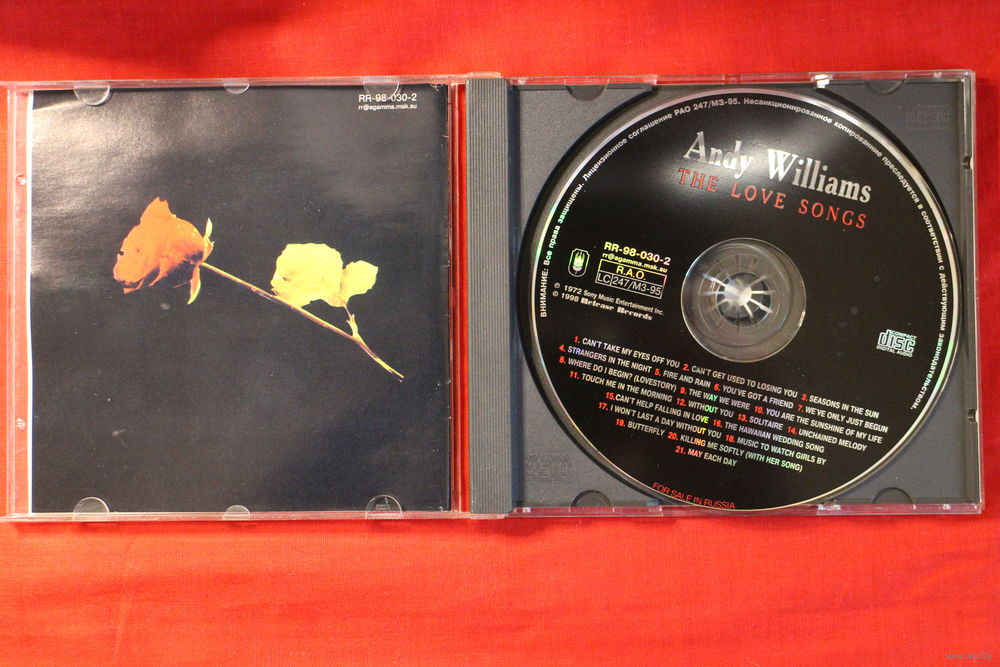 RR-98-030-2
rr@agamma.msk.su
ВНИМАНИЕ: Все права защищены. Лицензионное соглашение РАО 247/МЗ-95. Несанкционированное копирование преследуется в соответствии с действующим законодательством.
Andy Williams
THE LOVE SONGS
RR-98-030-2
rr@agamma.msk.su
R.A.O.
LC 247/МЗ-95
℗ 1972 Sony Music Entertainment Inc.
© 1998 Release Records
COMPACT
disc
DIGITAL AUDIO
1. CAN'T TAKE MY EYES OFF YOU 2. CAN'T GET USED TO LOSING YOU 3. SEASONS IN THE SUN
4. STRANGERS IN THE NIGHT 5. FIRE AND RAIN 6. YOU'VE GOT A FRIEND 7. WE'VE ONLY JUST BEGUN
8. WHERE DO I BEGIN? (LOVESTORY) 9. THE WAY WE WERE 10. YOU ARE THE SUNSHINE OF MY LIFE
11. TOUCH ME IN THE MORNING 12. WITHOUT YOU 13. SOLITAIRE 14. UNCHAINED MELODY
15.CAN'T HELP FALLING IN LOVE 16. THE HAWAIIAN WEDDING SONG
17. I WON'T LAST A DAY WITHOUT YOU 18. MUSIC TO WATCH GIRLS BY
19. BUTTERFLY 20. KILLING ME SOFTLY (WITH HER SONG)
21. MAY EACH DAY
FOR SALE IN RUSSIA